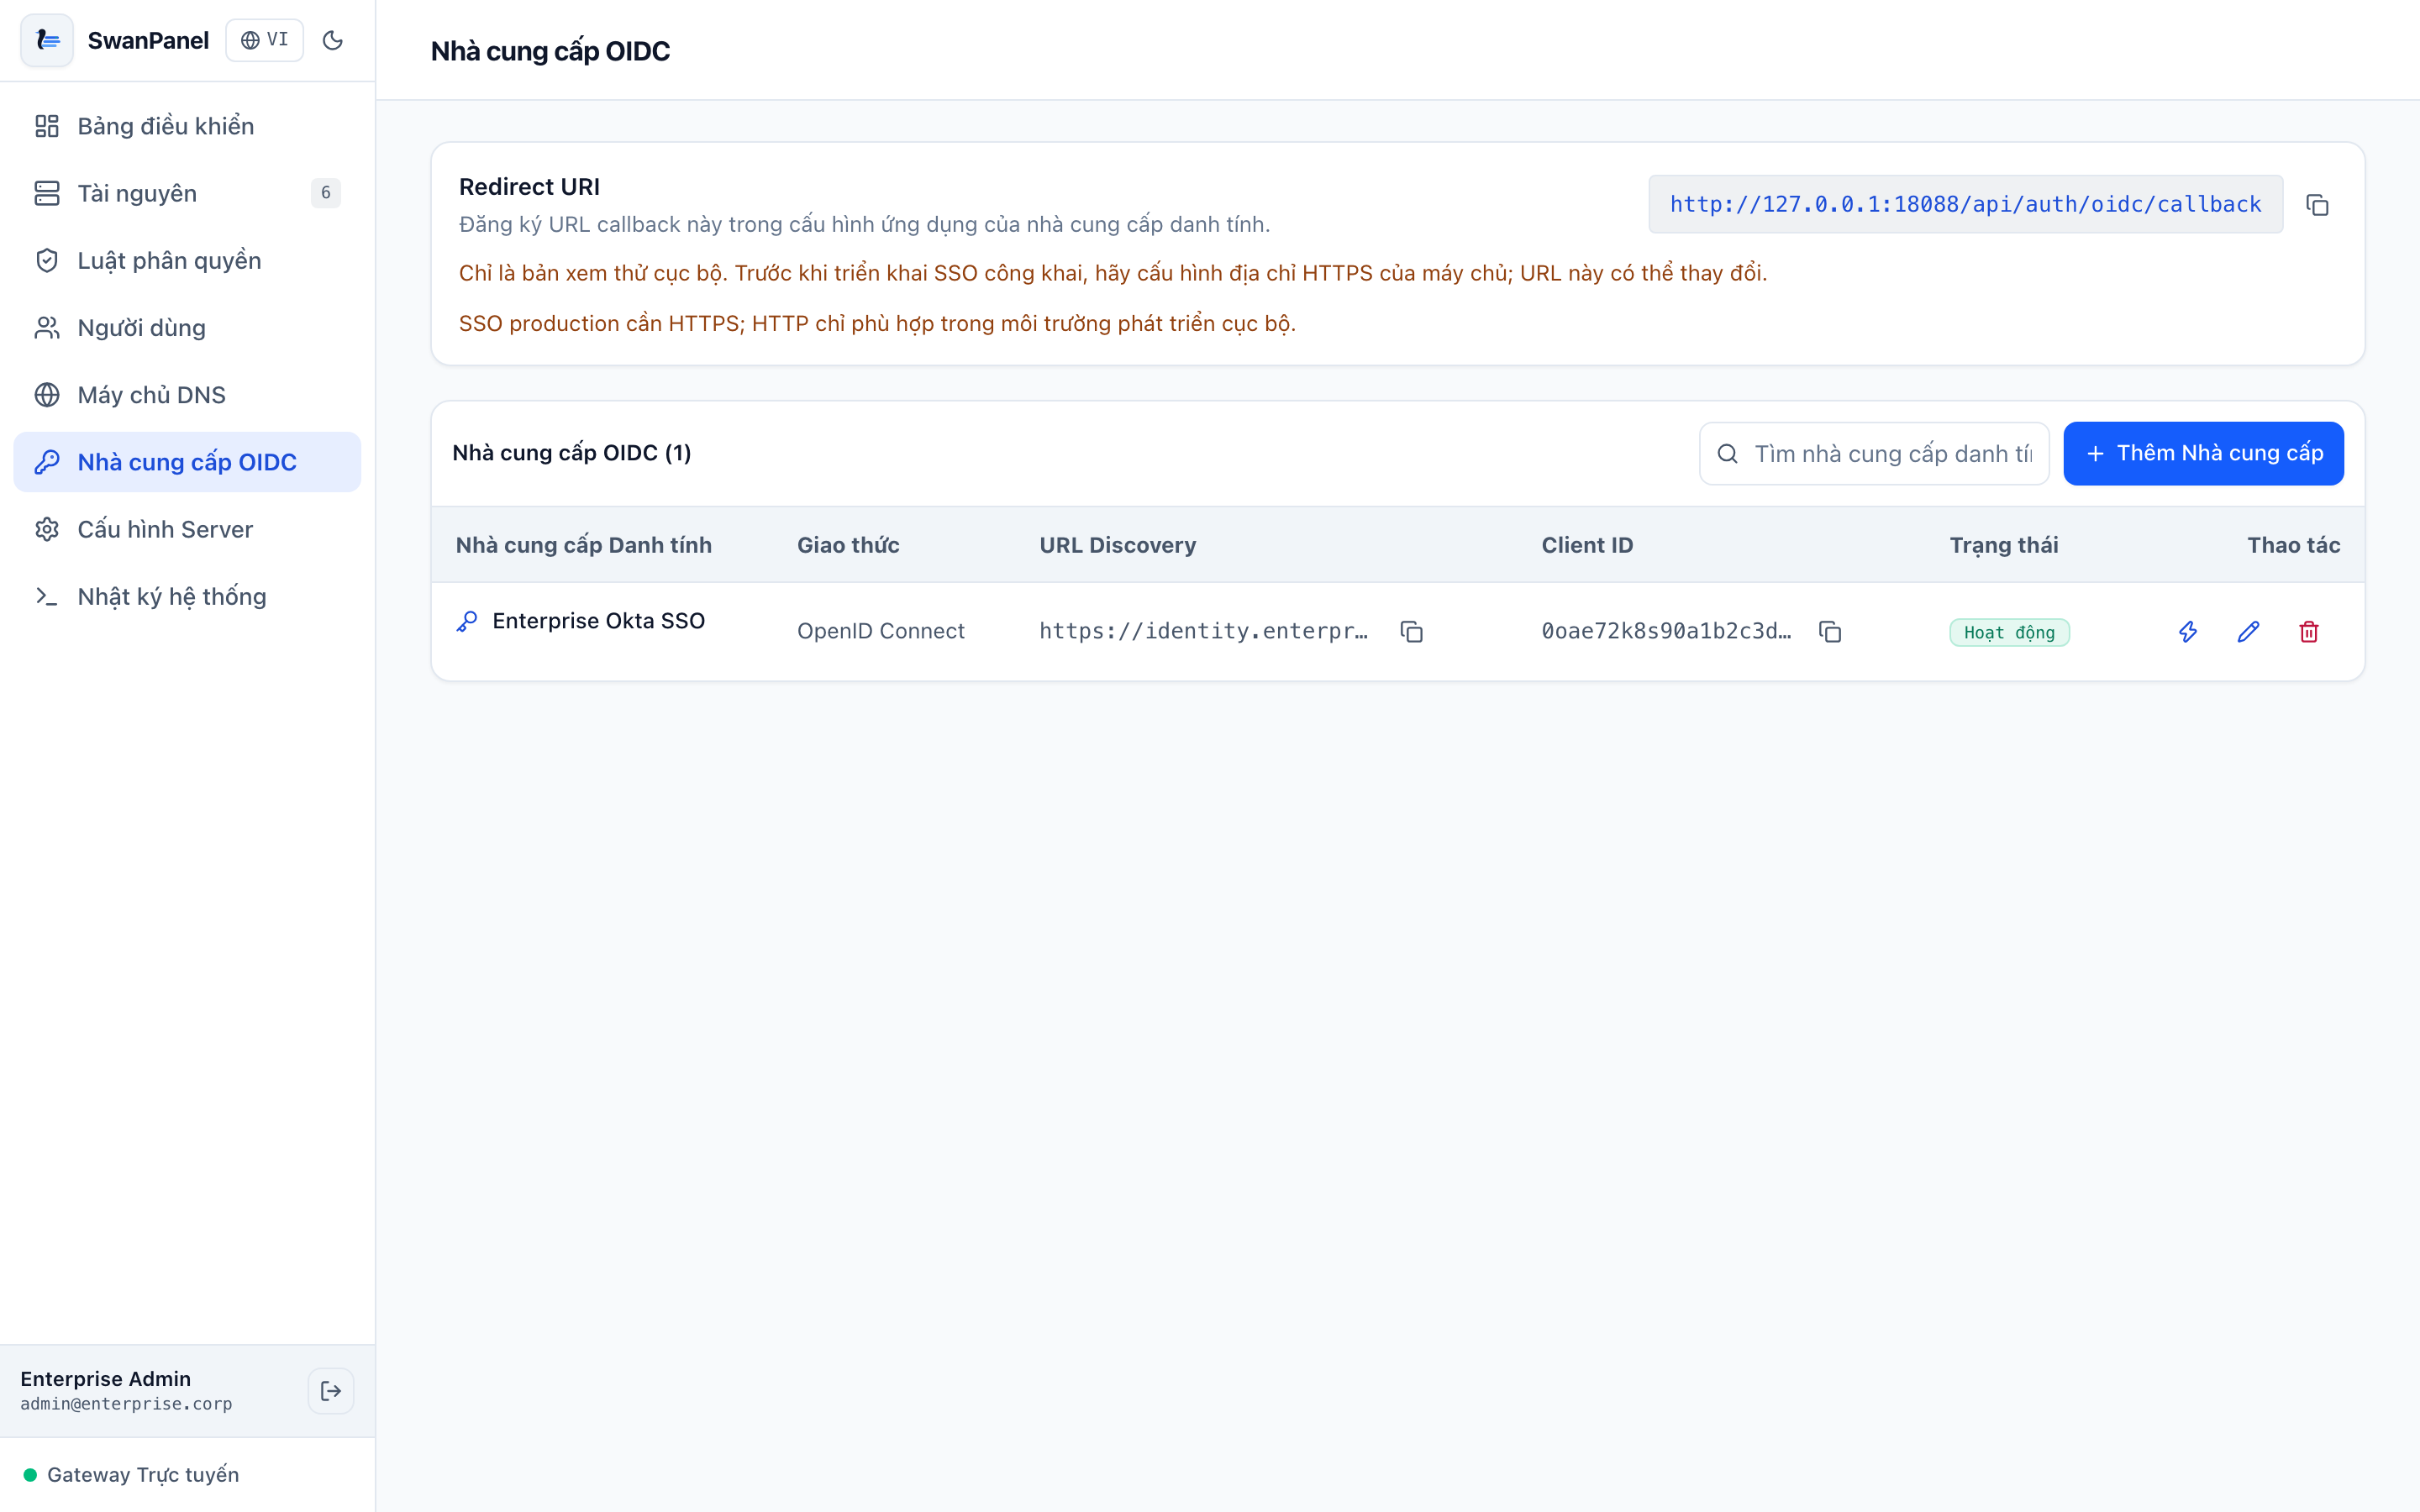 SwanPanel
VI
Bảng điều khiển
Tài nguyên
6
Luật phân quyền
Người dùng
Máy chủ DNS
Nhà cung cấp OIDC
Cấu hình Server
Nhật ký hệ thống
Enterprise Admin
admin@enterprise.corp
Gateway Trực tuyến
Nhà cung cấp OIDC
Redirect URI
Đăng ký URL callback này trong cấu hình ứng dụng của nhà cung cấp danh tính.
http://127.0.0.1:18088/api/auth/oidc/callback
Chỉ là bản xem thử cục bộ. Trước khi triển khai SSO công khai, hãy cấu hình địa chỉ HTTPS của máy chủ; URL này có thể thay đổi.
SSO production cần HTTPS; HTTP chỉ phù hợp trong môi trường phát triển cục bộ.
Nhà cung cấp OIDC (1)
Tìm nhà cung cấp danh tí
Thêm Nhà cung cấp
Nhà cung cấp Danh tính Giao thức URL Discovery Client ID Trạng thái Thao tác
Enterprise Okta SSO OpenID Connect https://identity.enterpr… 0oae72k8s90a1b2c3d… Hoạt động